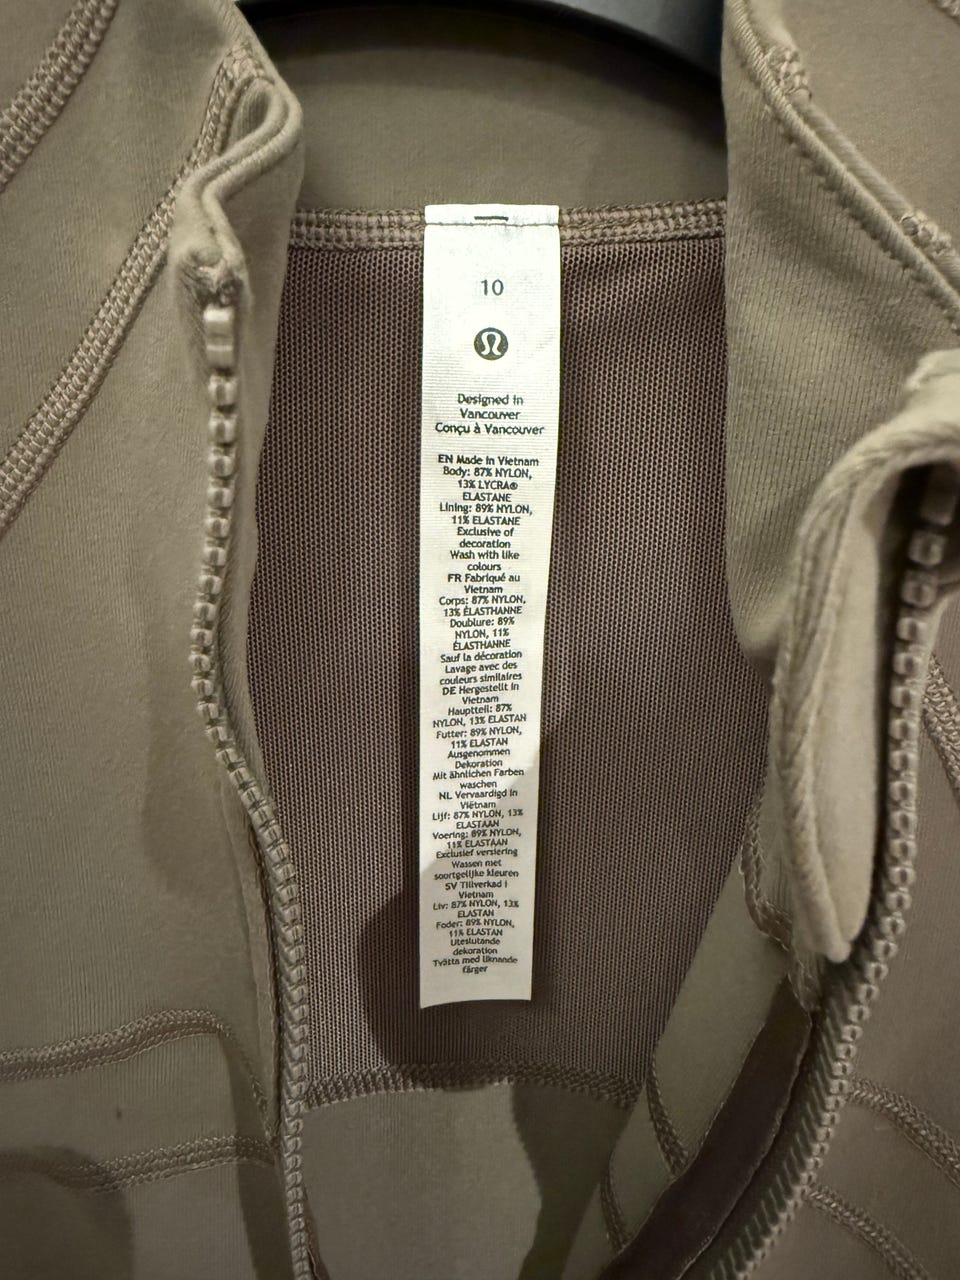 10
Designed in
Vancouver
Conçu à Vancouver
EN Made in Vietnam
Body: 87% NYLON,
13% LYCRA®
ELASTANE
Lining: 89% NYLON,
11% ELASTANE
Exclusive of
decoration
Wash with like
colours
FR Fabriqué au
Vietnam
Corps: 87% NYLON,
13% ÉLASTHANNE
Doublure: 89%
NYLON, 11%
ÉLASTHANNE
Sauf la décoration
Lavage avec des
couleurs similaires
DE Hergestellt in
Vietnam
Hauptteil: 87%
NYLON, 13% ELASTAN
Futter: 89% NYLON,
11% ELASTAN
Ausgenommen
Dekoration
Mit ähnlichen Farben
waschen
NL Vervaardigd in
Viëtnam
Lijf: 87% NYLON, 13%
ELASTAAN
Voering: 89% NYLON,
11% ELASTAAN
Exclusief versiering
Wassen met
soortgelijke kleuren
SV Tillverkad i
Vietnam
Liv: 87% NYLON, 13%
ELASTAN
Foder: 89% NYLON,
11% ELASTAN
Uteslutande
dekoration
Tvätta med liknande
färger